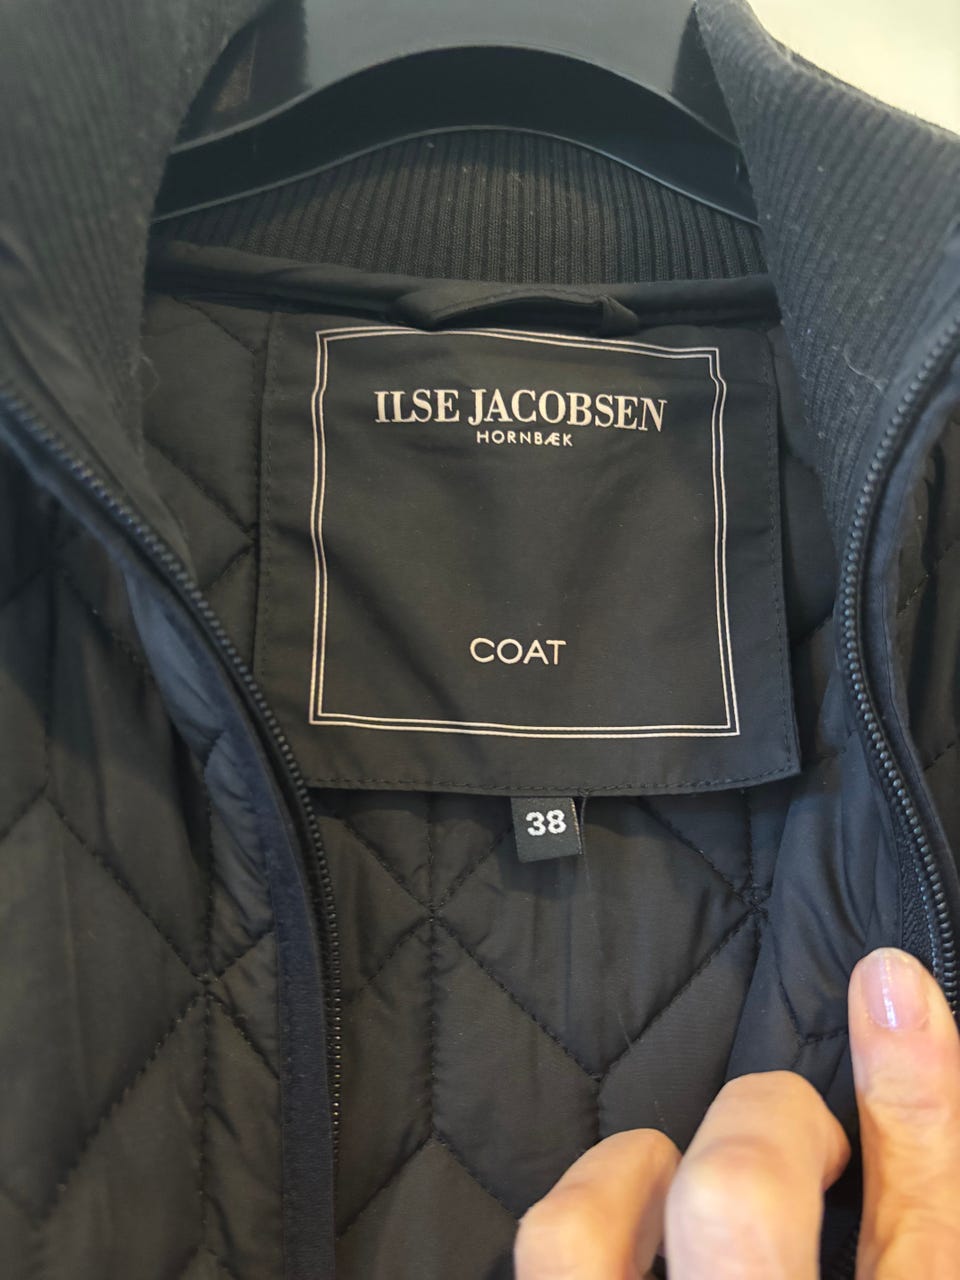 ILSE JACOBSEN
HORNBÆK
COAT
38